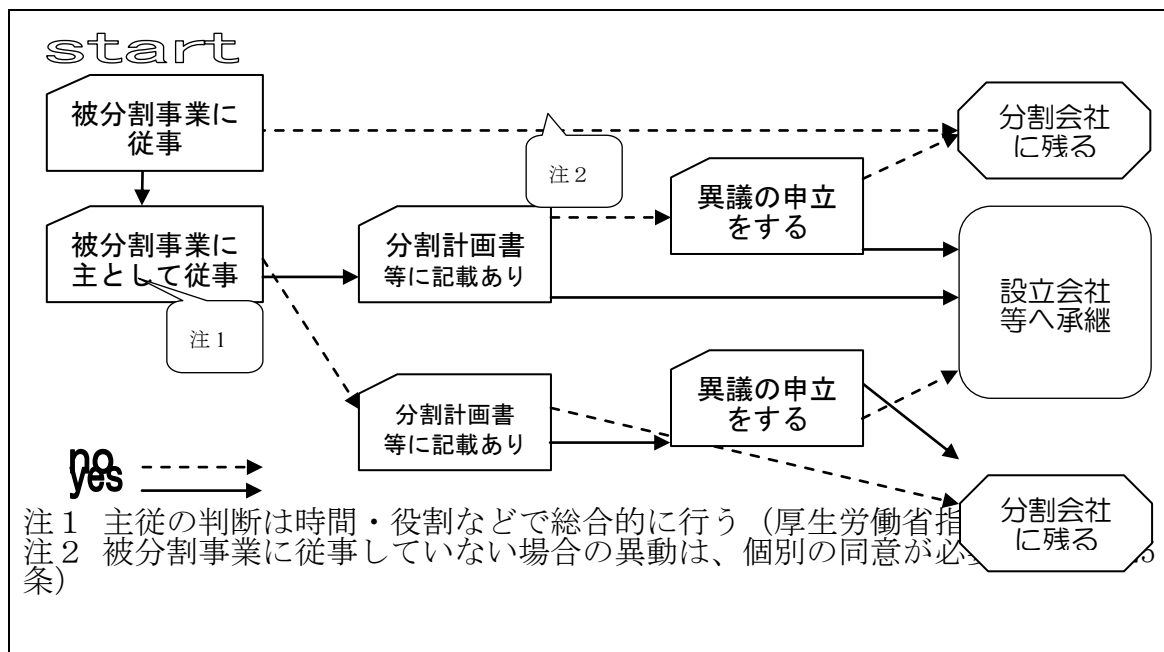 start
被分割事業に
従事
分割会社
に残る
注２
異議の申立
をする
被分割事業に
主として従事
分割計画書
等に記載あり
設立会社
等へ承継
注１
異議の申立
をする
分割計画書
等に記載あり
no
yes
分割会社
に残る
注１ 主従の判断は時間・役割などで総合的に行う（厚生労働省指
注２ 被分割事業に従事していない場合の異動は、個別の同意が必
条）